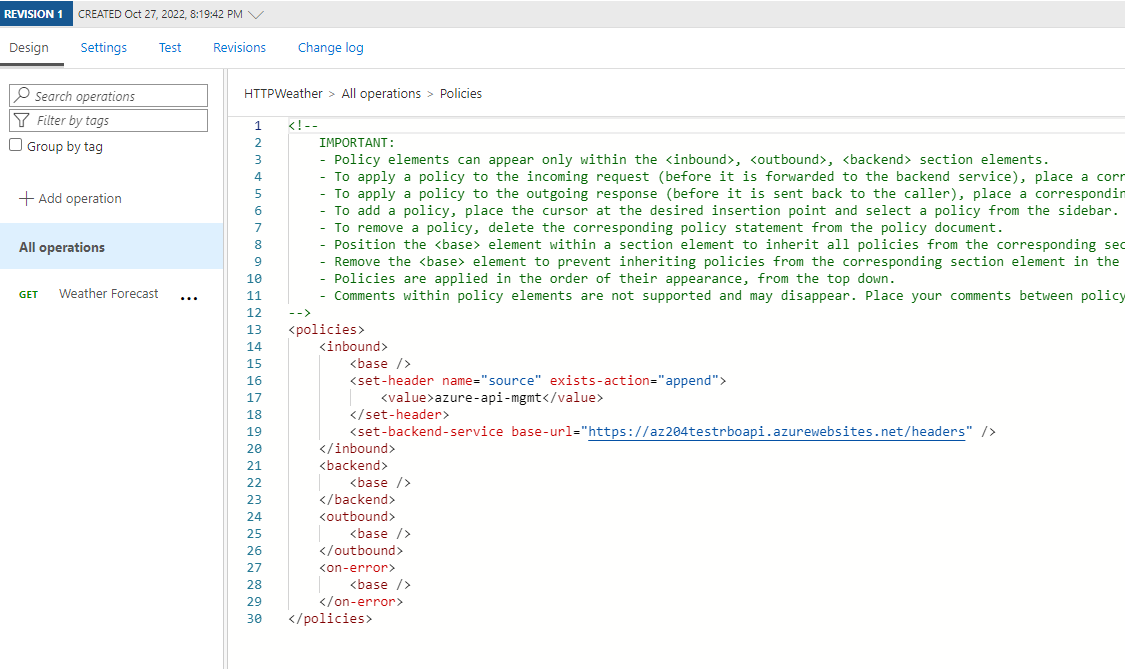 REVISION 1 CREATED Oct 27, 2022, 8:19:42 PM
Design Settings Test Revisions Change log
Search operations
Filter by tags
Group by tag
Add operation
All operations
GET Weather Forecast ...
HTTPWeather > All operations > Policies
1 <!--
2 IMPORTANT:
3 - Policy elements can appear only within the <inbound>, <outbound>, <backend> section elements.
4 - To apply a policy to the incoming request (before it is forwarded to the backend service), place a corr
5 - To apply a policy to the outgoing response (before it is sent back to the caller), place a correspondin
6 - To add a policy, place the cursor at the desired insertion point and select a policy from the sidebar.
7 - To remove a policy, delete the corresponding policy statement from the policy document.
8 - Position the <base> element within a section element to inherit all policies from the corresponding sec
9 - Remove the <base> element to prevent inheriting policies from the corresponding section element in the
10 - Policies are applied in the order of their appearance, from the top down.
11 - Comments within policy elements are not supported and may disappear. Place your comments between policy
12 -->
13 <policies>
14 <inbound>
15 <base />
16 <set-header name="source" exists-action="append">
17 <value>azure-api-mgmt</value>
18 </set-header>
19 <set-backend-service base-url="https://az204testrboapi.azurewebsites.net/headers" />
20 </inbound>
21 <backend>
22 <base />
23 </backend>
24 <outbound>
25 <base />
26 </outbound>
27 <on-error>
28 <base />
29 </on-error>
30 </policies>